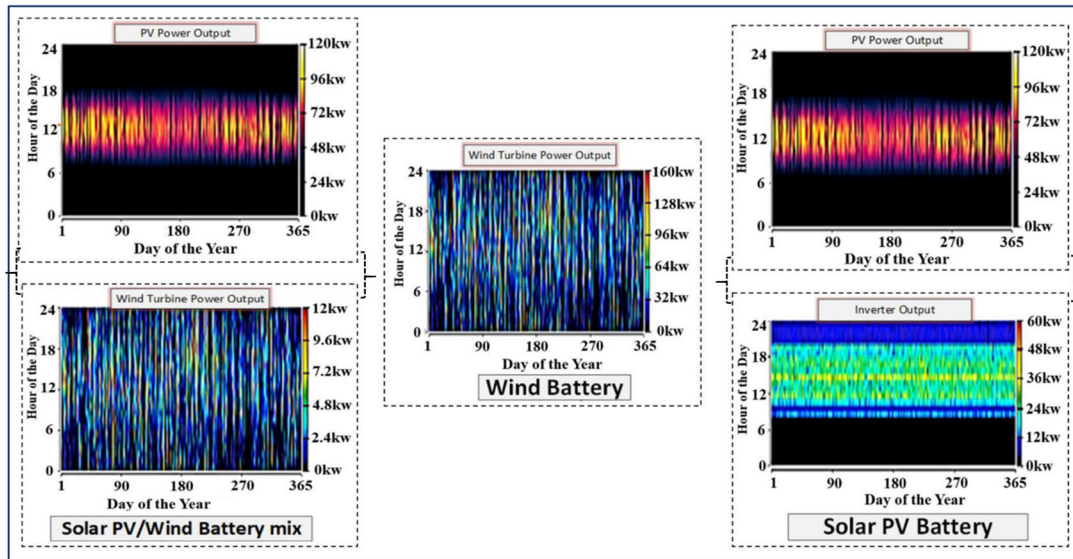 PV Power Output
24
18
12
6
0
Hour of the Day
120kw
96kw
72kw
48kw
24kw
0kw
1 90 180 270 365
Day of the Year
Wind Turbine Power Output
24
18
12
6
0
Hour of the Day
12kw
9.6kw
7.2kw
4.8kw
2.4kw
0kw
1 90 180 270 365
Day of the Year
Solar PV/Wind Battery mix
Wind Turbine Power Output
24
18
12
6
0
Hour of the Day
160kw
128kw
96kw
64kw
32kw
0kw
1 90 180 270 365
Day of the Year
Wind Battery
PV Power Output
24
18
12
6
0
Hour of the Day
120kw
96kw
72kw
48kw
24kw
0kw
1 90 180 270 365
Day of the Year
Inverter Output
24
18
12
6
0
Hour of the Day
60kw
48kw
36kw
24kw
12kw
0kw
1 90 180 270 365
Day of the Year
Solar PV Battery